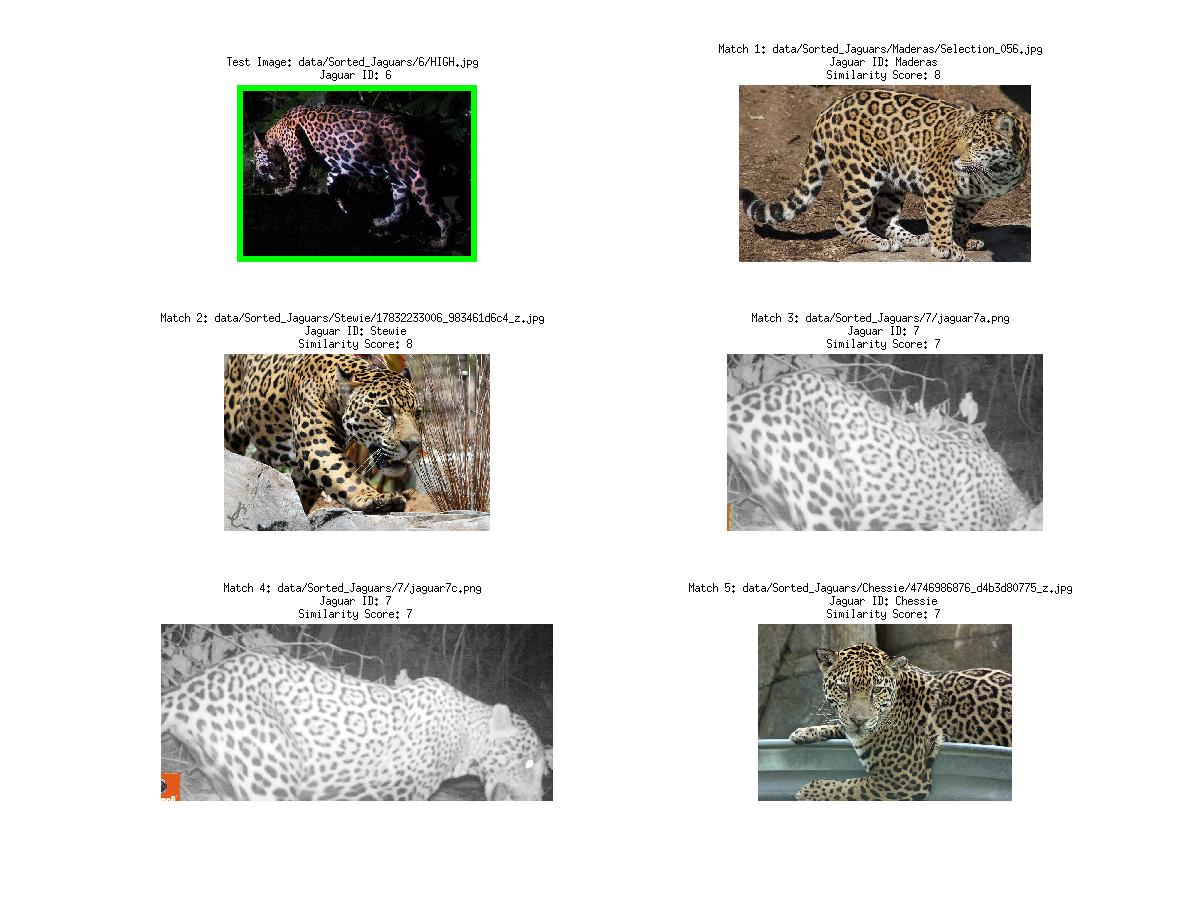 Test Image: data/Sorted_Jaguars/6/HIGH.jpg
Jaguar ID: 6
Match 1: data/Sorted_Jaguars/Maderas/Selection_056.jpg
Jaguar ID: Maderas
Similarity Score: 8
Match 2: data/Sorted_Jaguars/Stewie/17832233006_983461d6c4_z.jpg
Jaguar ID: Stewie
Similarity Score: 8
Match 3: data/Sorted_Jaguars/7/jaguar7a.png
Jaguar ID: 7
Similarity Score: 7
Match 4: data/Sorted_Jaguars/7/jaguar7c.png
Jaguar ID: 7
Similarity Score: 7
Match 5: data/Sorted_Jaguars/Chessie/4746986876_d4b3d80775_z.jpg
Jaguar ID: Chessie
Similarity Score: 7